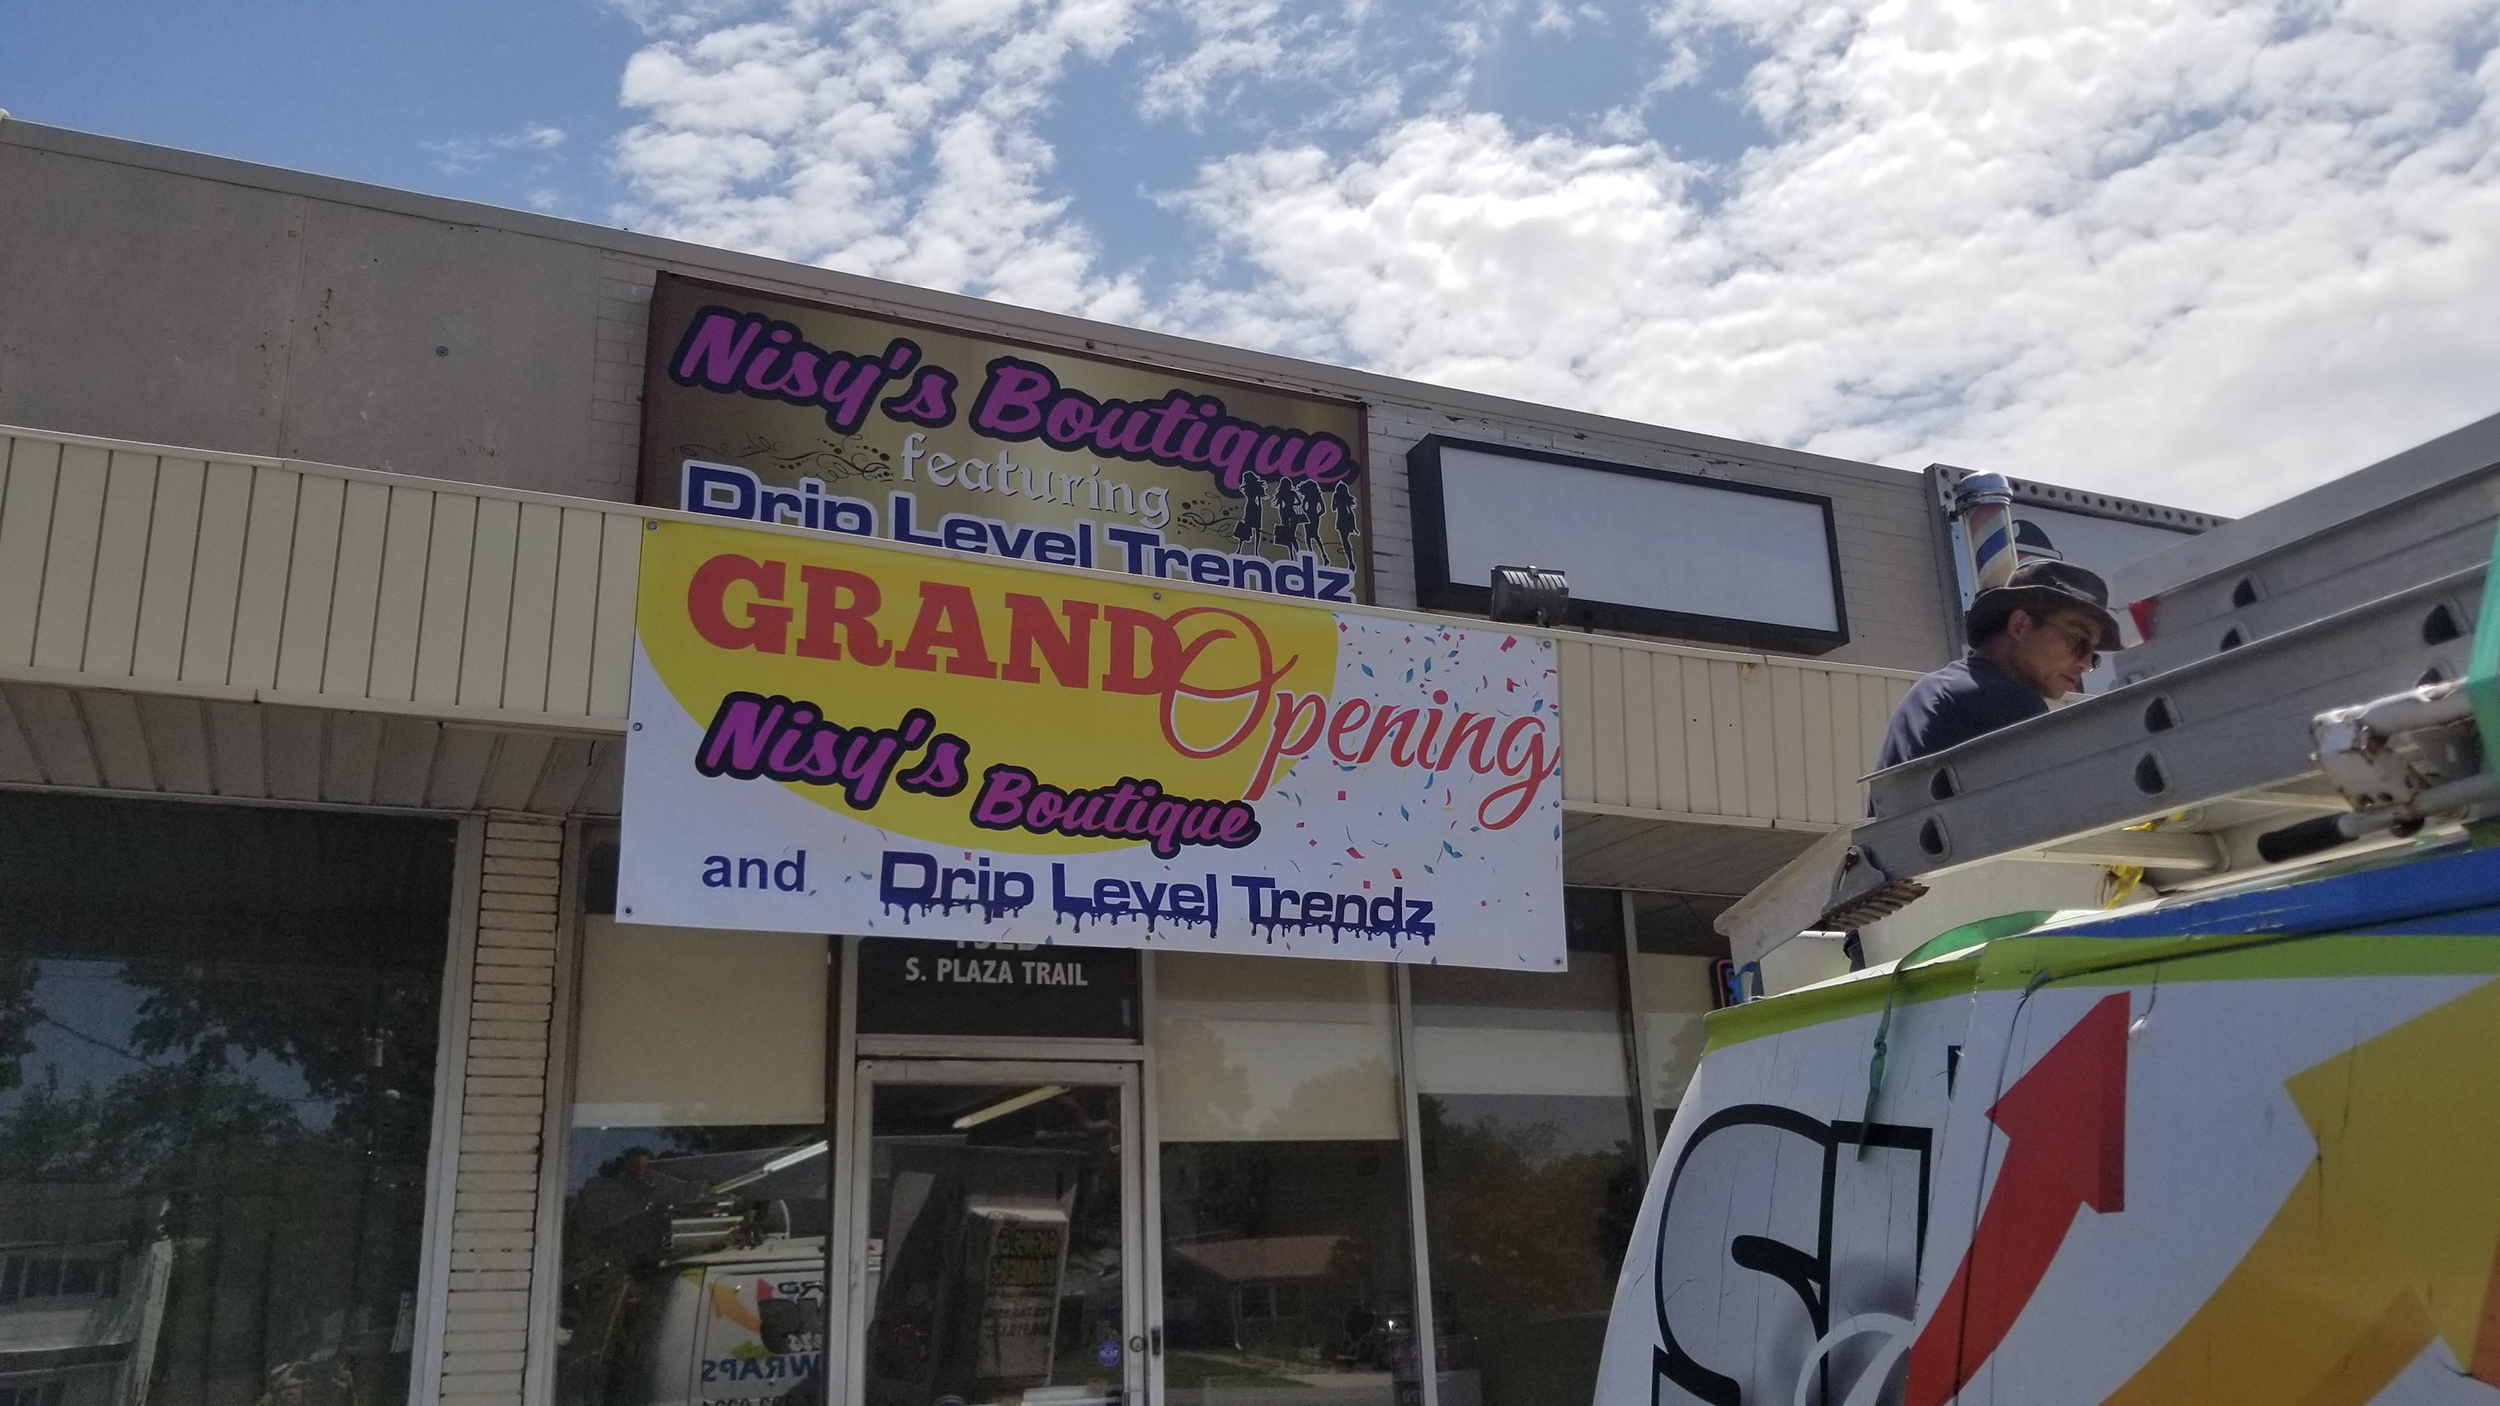 Nisy's Boutique
featuring
Drip Level Trendz
GRAND Opening
Nisy's Boutique
and Drip Level Trendz
S. PLAZA TRAIL
WRAPS